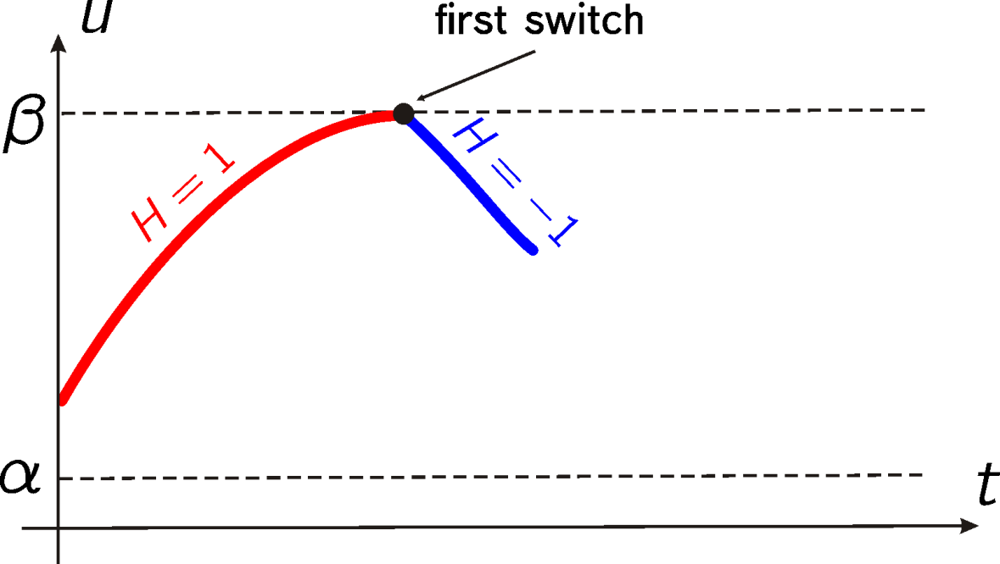 u
first switch
β
H = 1
H = -1
α
t